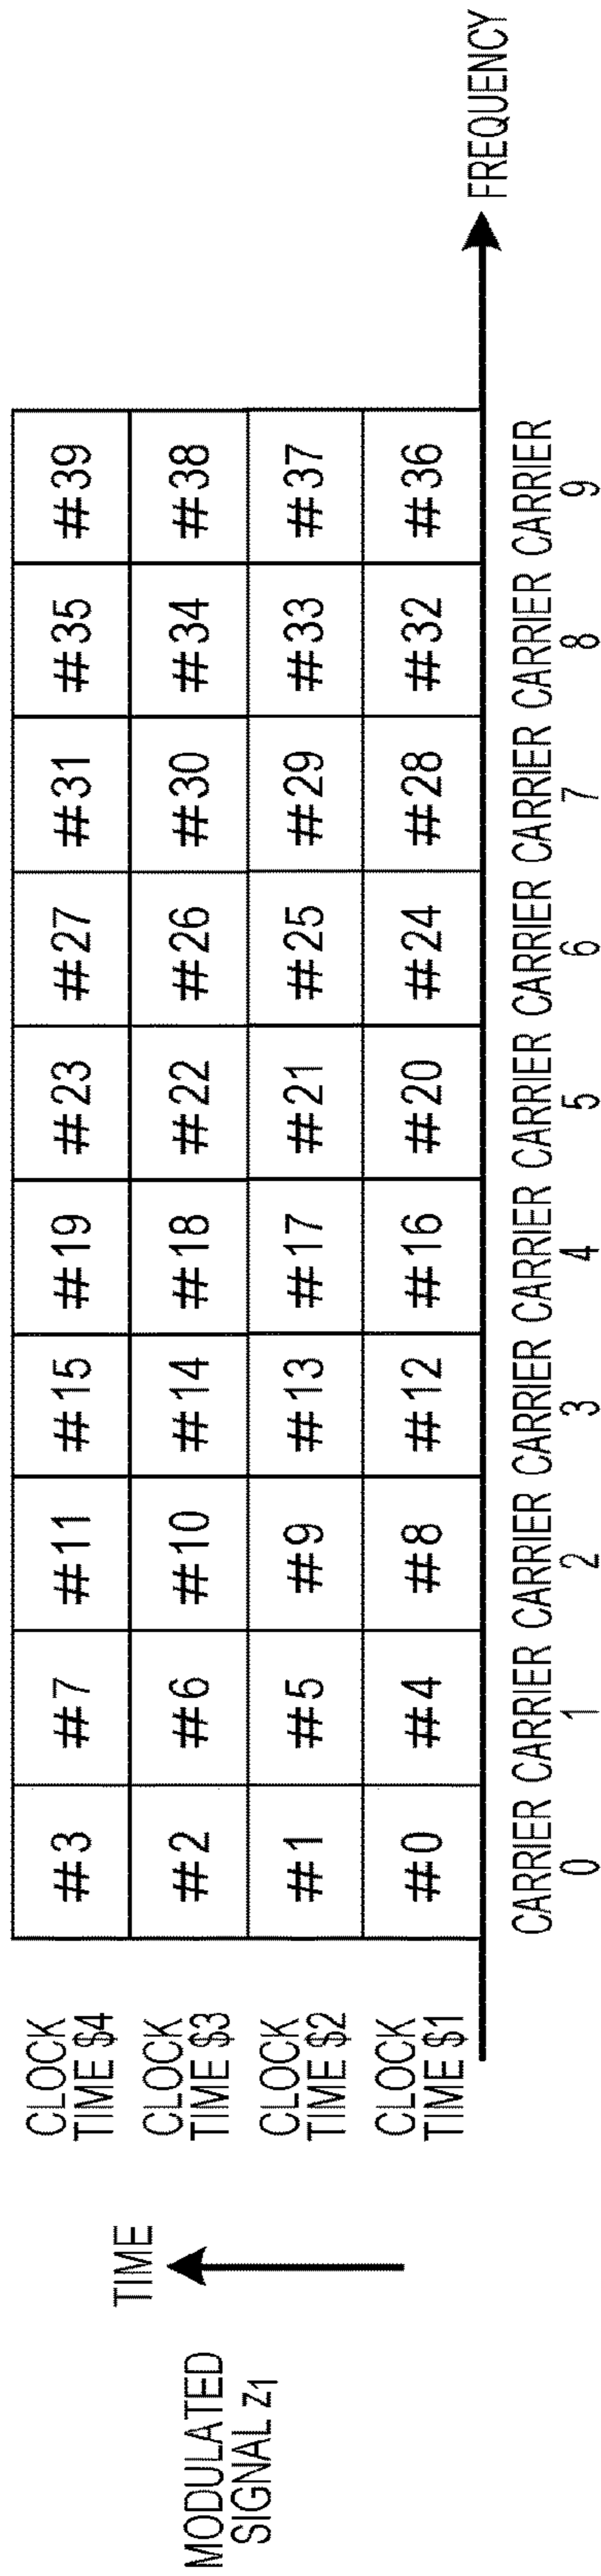 MODULATED
SIGNAL z1
TIME
CLOCK
TIME $4
#3 #7 #11 #15 #19 #23 #27 #31 #35 #39
CLOCK
TIME $3
#2 #6 #10 #14 #18 #22 #26 #30 #34 #38
CLOCK
TIME $2
#1 #5 #9 #13 #17 #21 #25 #29 #33 #37
CLOCK
TIME $1
#0 #4 #8 #12 #16 #20 #24 #28 #32 #36
FREQUENCY
CARRIER CARRIER CARRIER CARRIER CARRIER CARRIER CARRIER CARRIER CARRIER CARRIER
0 1 2 3 4 5 6 7 8 9